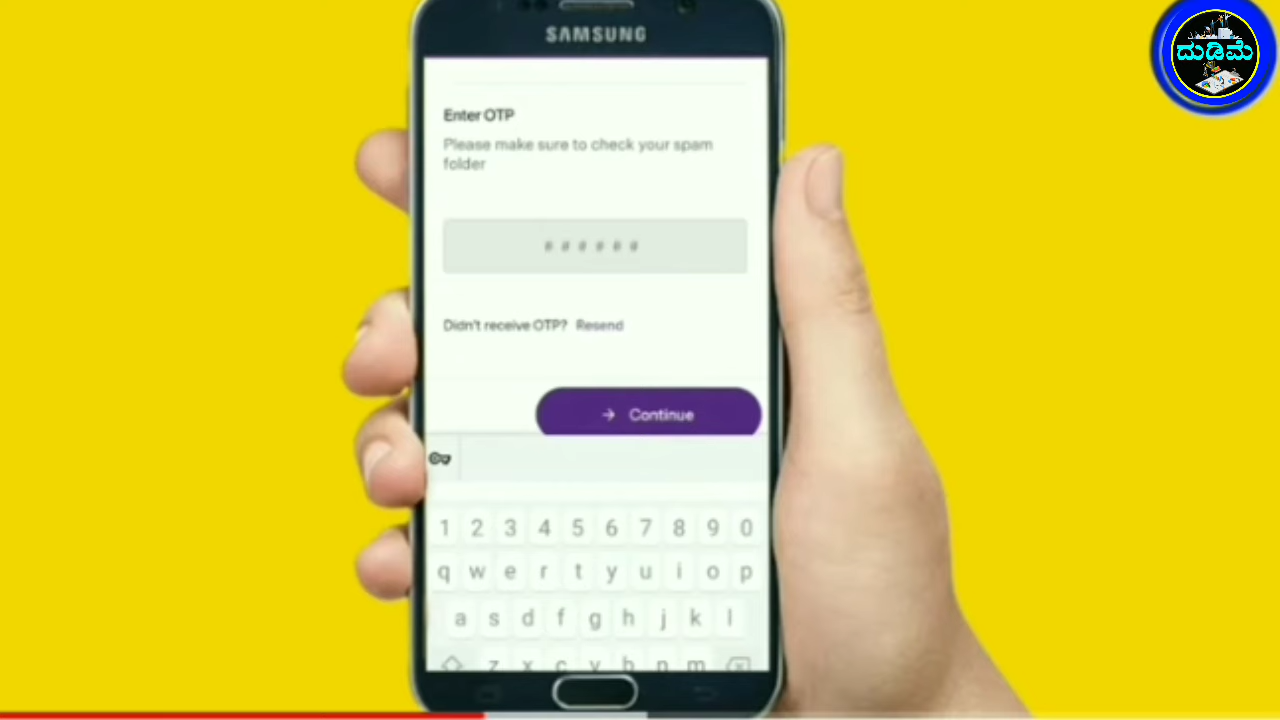 SAMSUNG
ದುಡಿಮೆ
Enter OTP
Please make sure to check your spam
folder
# # # # # #
Didn't receive OTP? Resend
→ Continue
1 2 3 4 5 6 7 8 9 0
q w e r t y u i o p
a s d f g h j k l
z x c v b n m